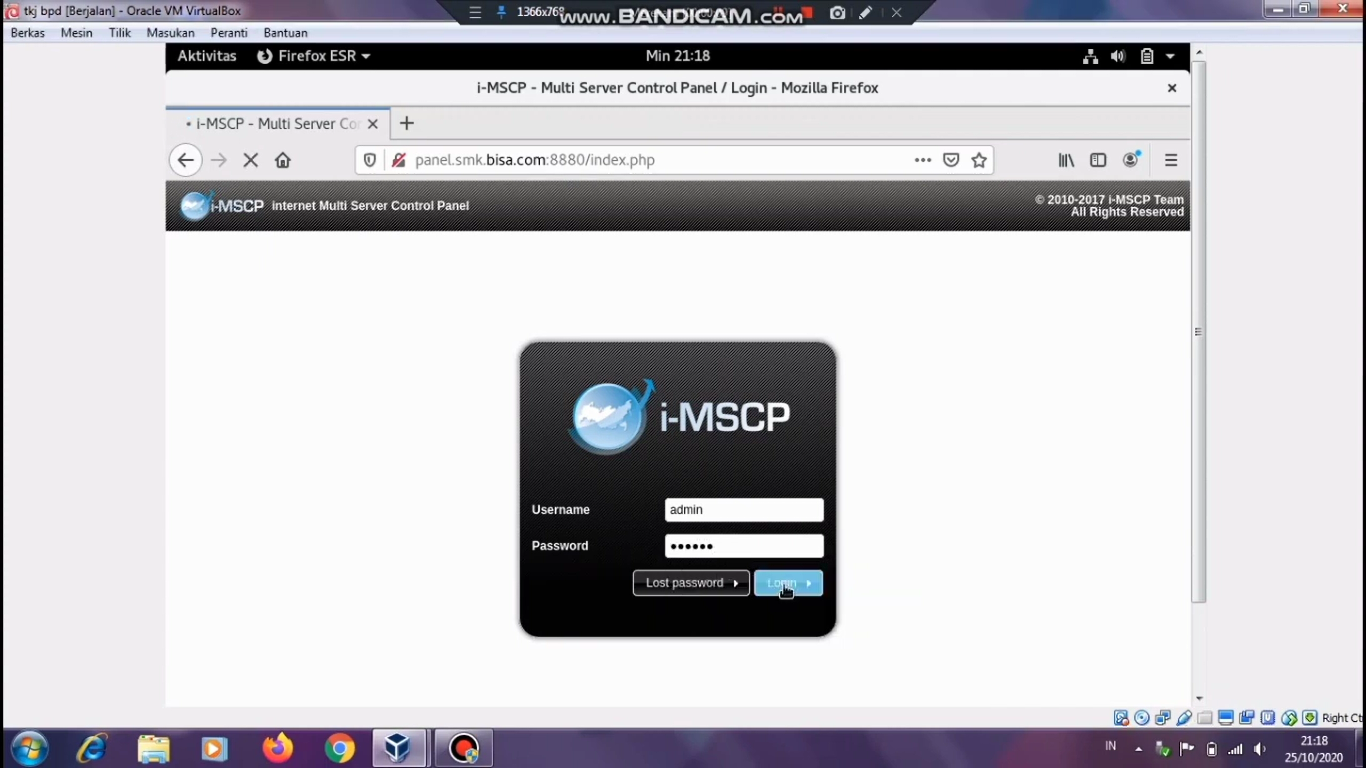 tkj bpd [Berjalan] - Oracle VM VirtualBox
1366x768
www.BANDICAM.com
Berkas Mesin Tilik Masukan Peranti Bantuan
Aktivitas Firefox ESR Min 21:18
i-MSCP - Multi Server Control Panel / Login - Mozilla Firefox
i-MSCP - Multi Server Co
panel.smk.bisa.com:8880/index.php
i-MSCP internet Multi Server Control Panel
© 2010-2017 i-MSCP Team
All Rights Reserved
i-MSCP
Username admin
Password ••••••
Lost password Login
Right Ct
IN
21:18
25/10/2020